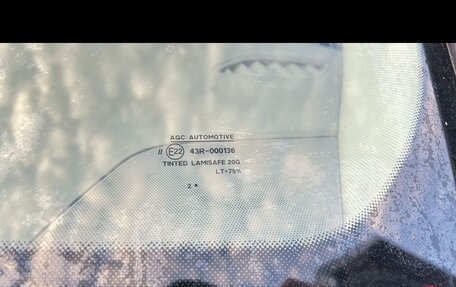 AGC AUTOMOTIVE
II E22 43R-000136
TINTED LAMISAFE 20G
LT>75%
2 *